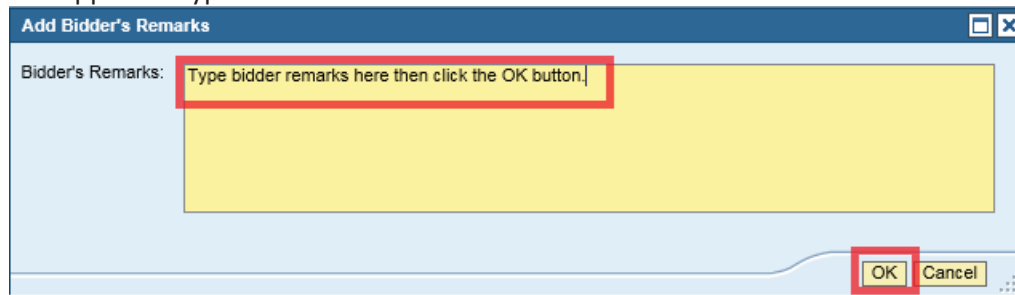 Add Bidder's Remarks
Bidder's Remarks:
Type bidder remarks here then click the OK button.
OK Cancel